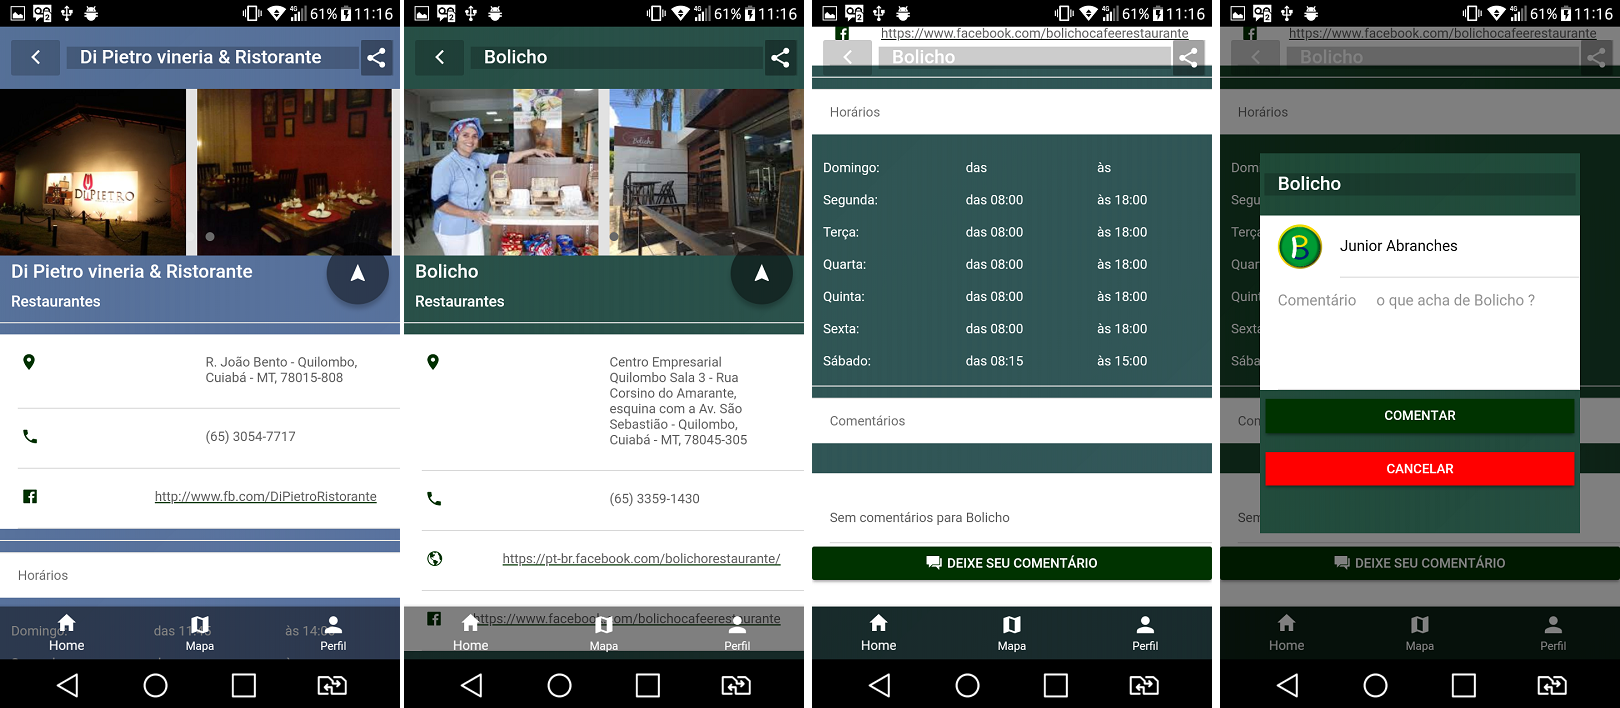 61% 11:16
Di Pietro vineria & Ristorante
DIPIETRO
Di Pietro vineria & Ristorante
Restaurantes
R. João Bento - Quilombo,
Cuiabá - MT, 78015-808
(65) 3054-7717
http://www.fb.com/DiPietroRistorante
Horários
Domingo: das 11:45 às 14:00
Home Mapa Perfil
61% 11:16
Bolicho
Bolicho
Bolicho
Restaurantes
Centro Empresarial
Quilombo Sala 3 - Rua
Corsino do Amarante,
esquina com a Av. São
Sebastião - Quilombo,
Cuiabá - MT, 78045-305
(65) 3359-1430
https://pt-br.facebook.com/bolichorestaurante/
https://www.facebook.com/bolichocafeerestaurante
Home Mapa Perfil
61% 11:16
https://www.facebook.com/bolichocafeerestaurante
Bolicho
Horários
Domingo: das às
Segunda: das 08:00 às 18:00
Terça: das 08:00 às 18:00
Quarta: das 08:00 às 18:00
Quinta: das 08:00 às 18:00
Sexta: das 08:00 às 18:00
Sábado: das 08:15 às 15:00
Comentários
Sem comentários para Bolicho
DEIXE SEU COMENTÁRIO
Home Mapa Perfil
61% 11:16
https://www.facebook.com/bolichocafeerestaurante
Bolicho
Horários
Dom
Segu
Terça
Quar
Quint
Sexta
Sába
Com
Sem
Bolicho
Junior Abranches
Comentário o que acha de Bolicho ?
COMENTAR
CANCELAR
DEIXE SEU COMENTÁRIO
Home Mapa Perfil